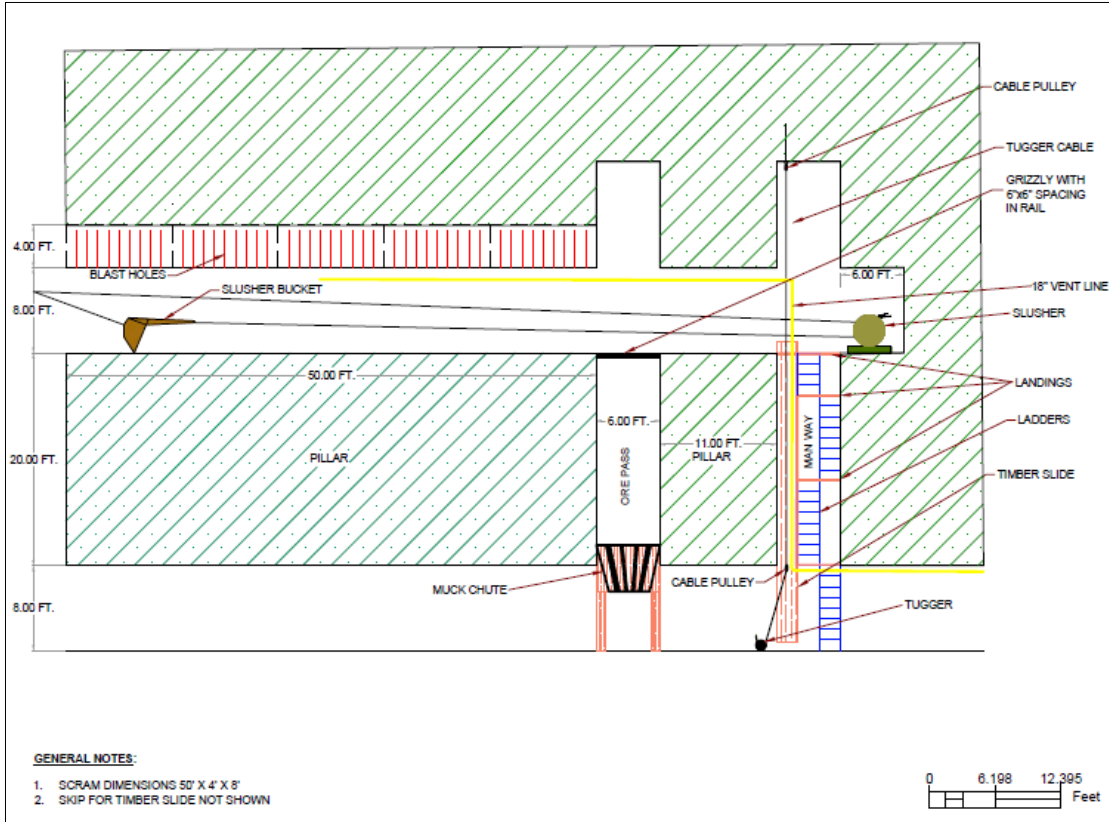 CABLE PULLEY
TUGGER CABLE
GRIZZLY WITH
6"x6" SPACING
IN RAIL
4.00 FT.
BLAST HOLES
6.00 FT.
SLUSHER BUCKET
18" VENT LINE
8.00 FT.
SLUSHER
50.00 FT.
LANDINGS
6.00 FT.
LADDERS
11.00 FT.
PILLAR
MAN WAY
20.00 FT.
PILLAR
ORE PASS
TIMBER SLIDE
MUCK CHUTE
CABLE PULLEY
8.00 FT.
TUGGER
GENERAL NOTES:
1. SCRAM DIMENSIONS 50' X 4' X 8'
2. SKIP FOR TIMBER SLIDE NOT SHOWN
0 6.198 12.395
Feet